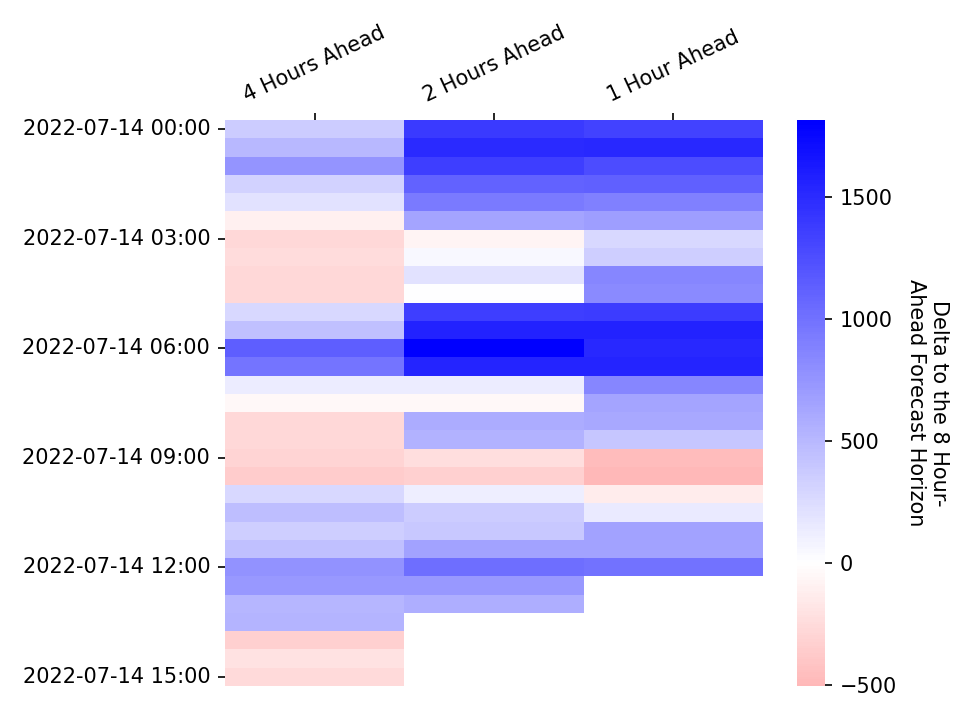 4 Hours Ahead
2 Hours Ahead
1 Hour Ahead
2022-07-14 00:00
2022-07-14 03:00
2022-07-14 06:00
2022-07-14 09:00
2022-07-14 12:00
2022-07-14 15:00
1500
1000
500
0
−500
Delta to the 8 Hour-
Ahead Forecast Horizon